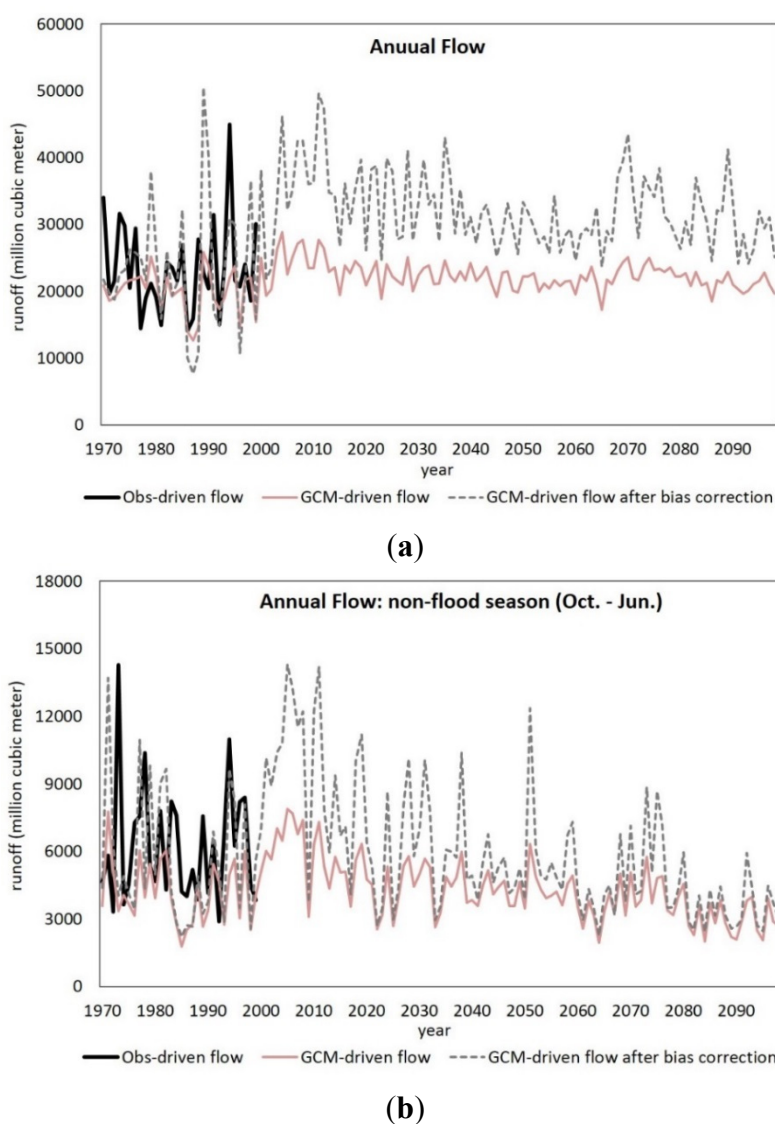 Anuual Flow
60000
50000
40000
30000
20000
10000
0
runoff (million cubic meter)
1970 1980 1990 2000 2010 2020 2030 2040 2050 2060 2070 2080 2090
year
Obs-driven flow GCM-driven flow GCM-driven flow after bias correction
(a)
Annual Flow: non-flood season (Oct. - Jun.)
18000
15000
12000
9000
6000
3000
0
runoff (million cubic meter)
1970 1980 1990 2000 2010 2020 2030 2040 2050 2060 2070 2080 2090
year
Obs-driven flow GCM-driven flow GCM-driven flow after bias correction
(b)